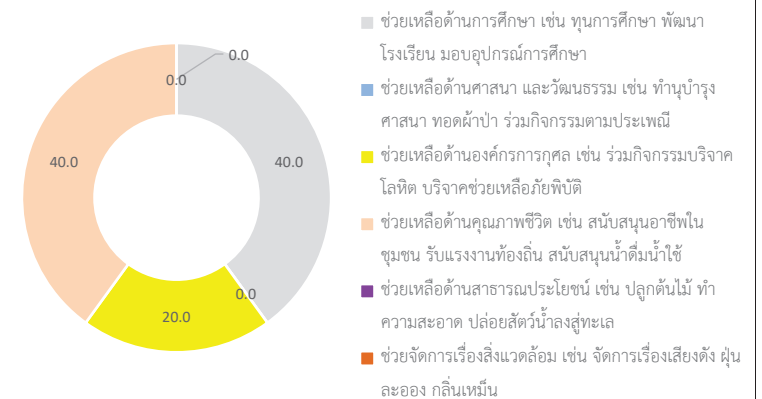 0.0
0.0
40.0
40.0
0.0
20.0
ช่วยเหลือด้านการศึกษา เช่น ทุนการศึกษา พัฒนา
โรงเรียน มอบอุปกรณ์การศึกษา
ช่วยเหลือด้านศาสนา และวัฒนธรรม เช่น ทำนุบำรุง
ศาสนา ทอดผ้าป่า ร่วมกิจกรรมตามประเพณี
ช่วยเหลือด้านองค์กรการกุศล เช่น ร่วมกิจกรรมบริจาค
โลหิต บริจาคช่วยเหลือภัยพิบัติ
ช่วยเหลือด้านคุณภาพชีวิต เช่น สนับสนุนอาชีพใน
ชุมชน รับแรงงานท้องถิ่น สนับสนุนน้ำดื่มน้ำใช้
ช่วยเหลือด้านสาธารณประโยชน์ เช่น ปลูกต้นไม้ ทำ
ความสะอาด ปล่อยสัตว์น้ำลงสู่ทะเล
ช่วยจัดการเรื่องสิ่งแวดล้อม เช่น จัดการเรื่องเสียงดัง ฝุ่น
ละออง กลิ่นเหม็น